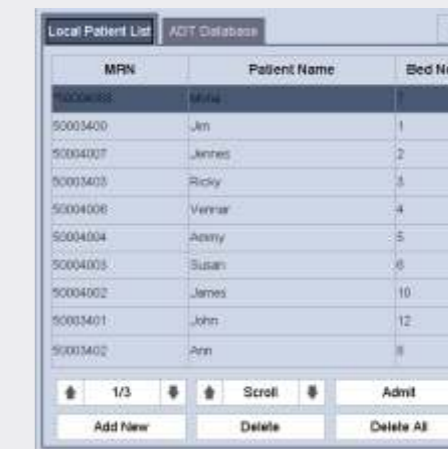 Local Patient List ADT Database
MRN Patient Name Bed No
7
50003400 Jim 1
50004007 Jennes 2
50003403 Ricky 3
50004006 Vennar 4
50004004 Ammy 5
50004003 Susan 6
50004002 James 10
50003401 John 12
50003402 Ann 8
1/3 Scroll Admit
Add New Delete Delete All